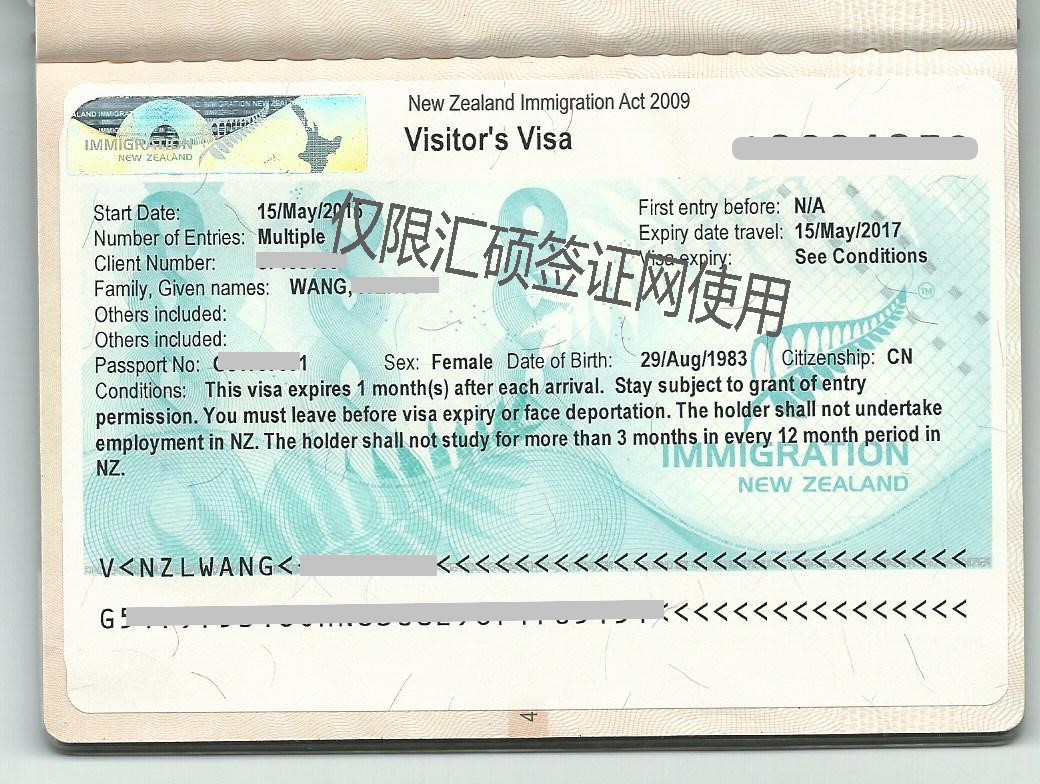 New Zealand Immigration Act 2009
Visitor's Visa
IMMIGRATION
NEW ZEALAND
Start Date: 15/May/2015
First entry before: N/A
Number of Entries: Multiple
Expiry date travel: 15/May/2017
Client Number:
Visa expiry: See Conditions
仅限汇硕签证网使用
Family, Given names: WANG,
Others included:
Others included:
Passport No: 1 Sex: Female Date of Birth: 29/Aug/1983 Citizenship: CN
Conditions: This visa expires 1 month(s) after each arrival. Stay subject to grant of entry
permission. You must leave before visa expiry or face deportation. The holder shall not undertake
employment in NZ. The holder shall not study for more than 3 months in every 12 month period in
NZ.
IMMIGRATION
NEW ZEALAND
TM
V<NZLWANG< <<<<<<<<<<<<<<<<<<<<<<<<<<<
G <<<<<<<<<<<<<<<
4